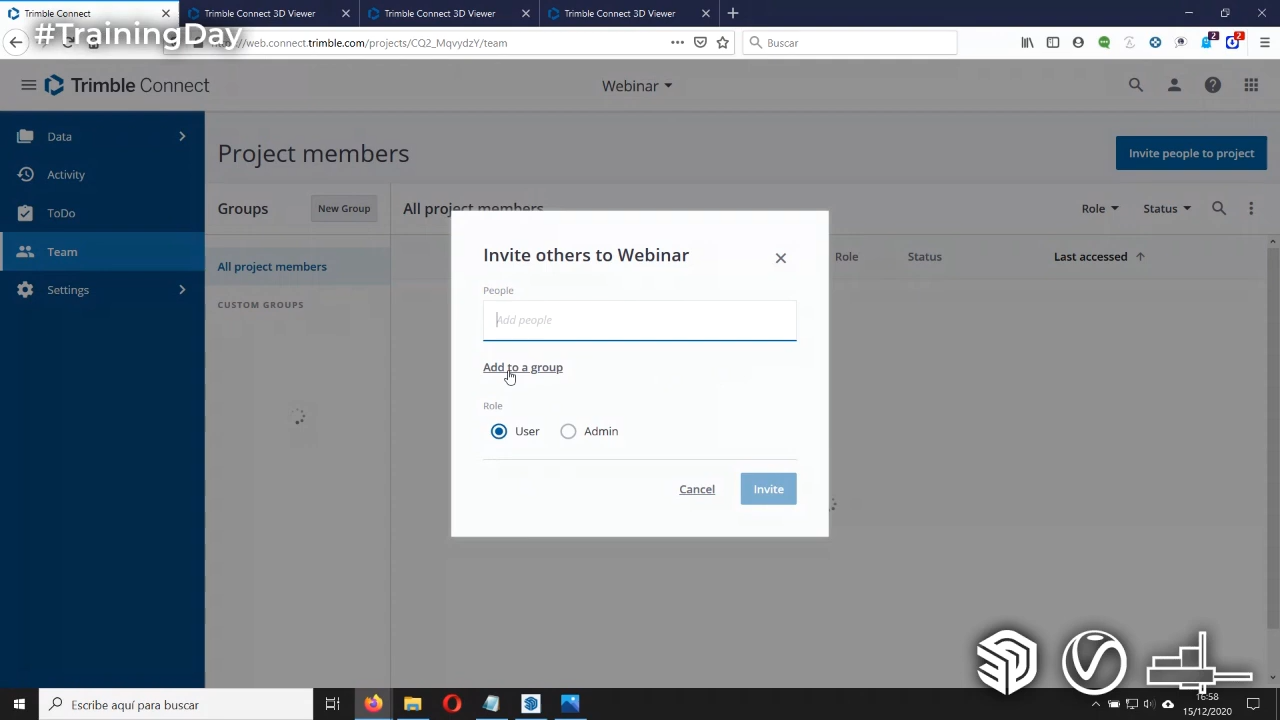 Trimble Connect
Trimble Connect 3D Viewer
Trimble Connect 3D Viewer
Trimble Connect 3D Viewer
#TrainingDay
web.connect.trimble.com/projects/CQ2_MqvydzY/team
Buscar
2
2
Trimble Connect
Webinar
Data
Activity
ToDo
Team
Settings
Project members
Invite people to project
Groups
New Group
All project members
Role
Status
All project members
Role
Status
Last accessed
CUSTOM GROUPS
Invite others to Webinar
People
Add people
Add to a group
Role
User
Admin
Cancel
Invite
Escribe aquí para buscar
16:58
15/12/2020